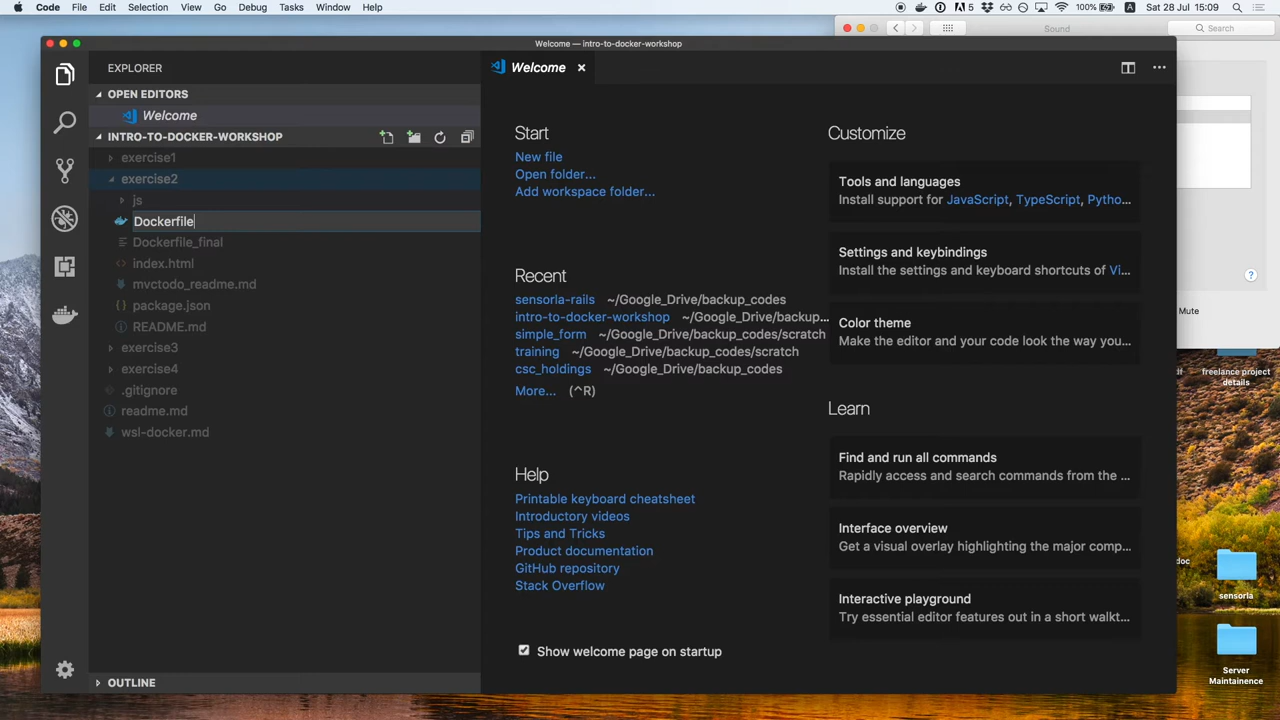 Code File Edit Selection View Go Debug Tasks Window Help
5 100% A Sat 28 Jul 15:09
Sound
Search
Welcome — intro-to-docker-workshop
EXPLORER
OPEN EDITORS
Welcome
INTRO-TO-DOCKER-WORKSHOP
exercise1
exercise2
js
Dockerfile
Dockerfile_final
index.html
mvctodo_readme.md
package.json
README.md
exercise3
exercise4
.gitignore
readme.md
wsl-docker.md
OUTLINE
Welcome
Start
New file
Open folder...
Add workspace folder...
Recent
sensorla-rails ~/Google_Drive/backup_codes
intro-to-docker-workshop ~/Google_Drive/backup...
simple_form ~/Google_Drive/backup_codes/scratch
training ~/Google_Drive/backup_codes/scratch
csc_holdings ~/Google_Drive/backup_codes
More... (^R)
Help
Printable keyboard cheatsheet
Introductory videos
Tips and Tricks
Product documentation
GitHub repository
Stack Overflow
Show welcome page on startup
Customize
Tools and languages
Install support for JavaScript, TypeScript, Pytho...
Settings and keybindings
Install the settings and keyboard shortcuts of Vi...
Color theme
Make the editor and your code look the way you...
Learn
Find and run all commands
Rapidly access and search commands from the ...
Interface overview
Get a visual overlay highlighting the major comp...
Interactive playground
Try essential editor features out in a short walkt...
?
Mute
df
freelance project
details
doc
sensorla
Server
Maintainence